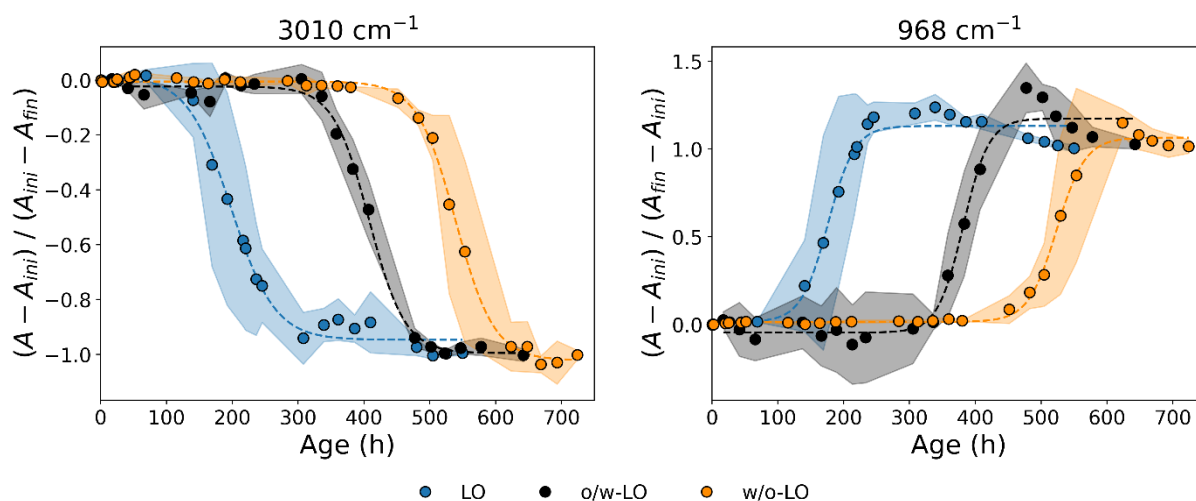 3010 cm⁻¹
(A − A_ini) / (A_ini − A_fin)
0.0
−0.2
−0.4
−0.6
−0.8
−1.0
0 100 200 300 400 500 600 700
Age (h)
968 cm⁻¹
(A − A_ini) / (A_fin − A_ini)
1.5
1.0
0.5
0.0
0 100 200 300 400 500 600 700
Age (h)
LO o/w-LO w/o-LO